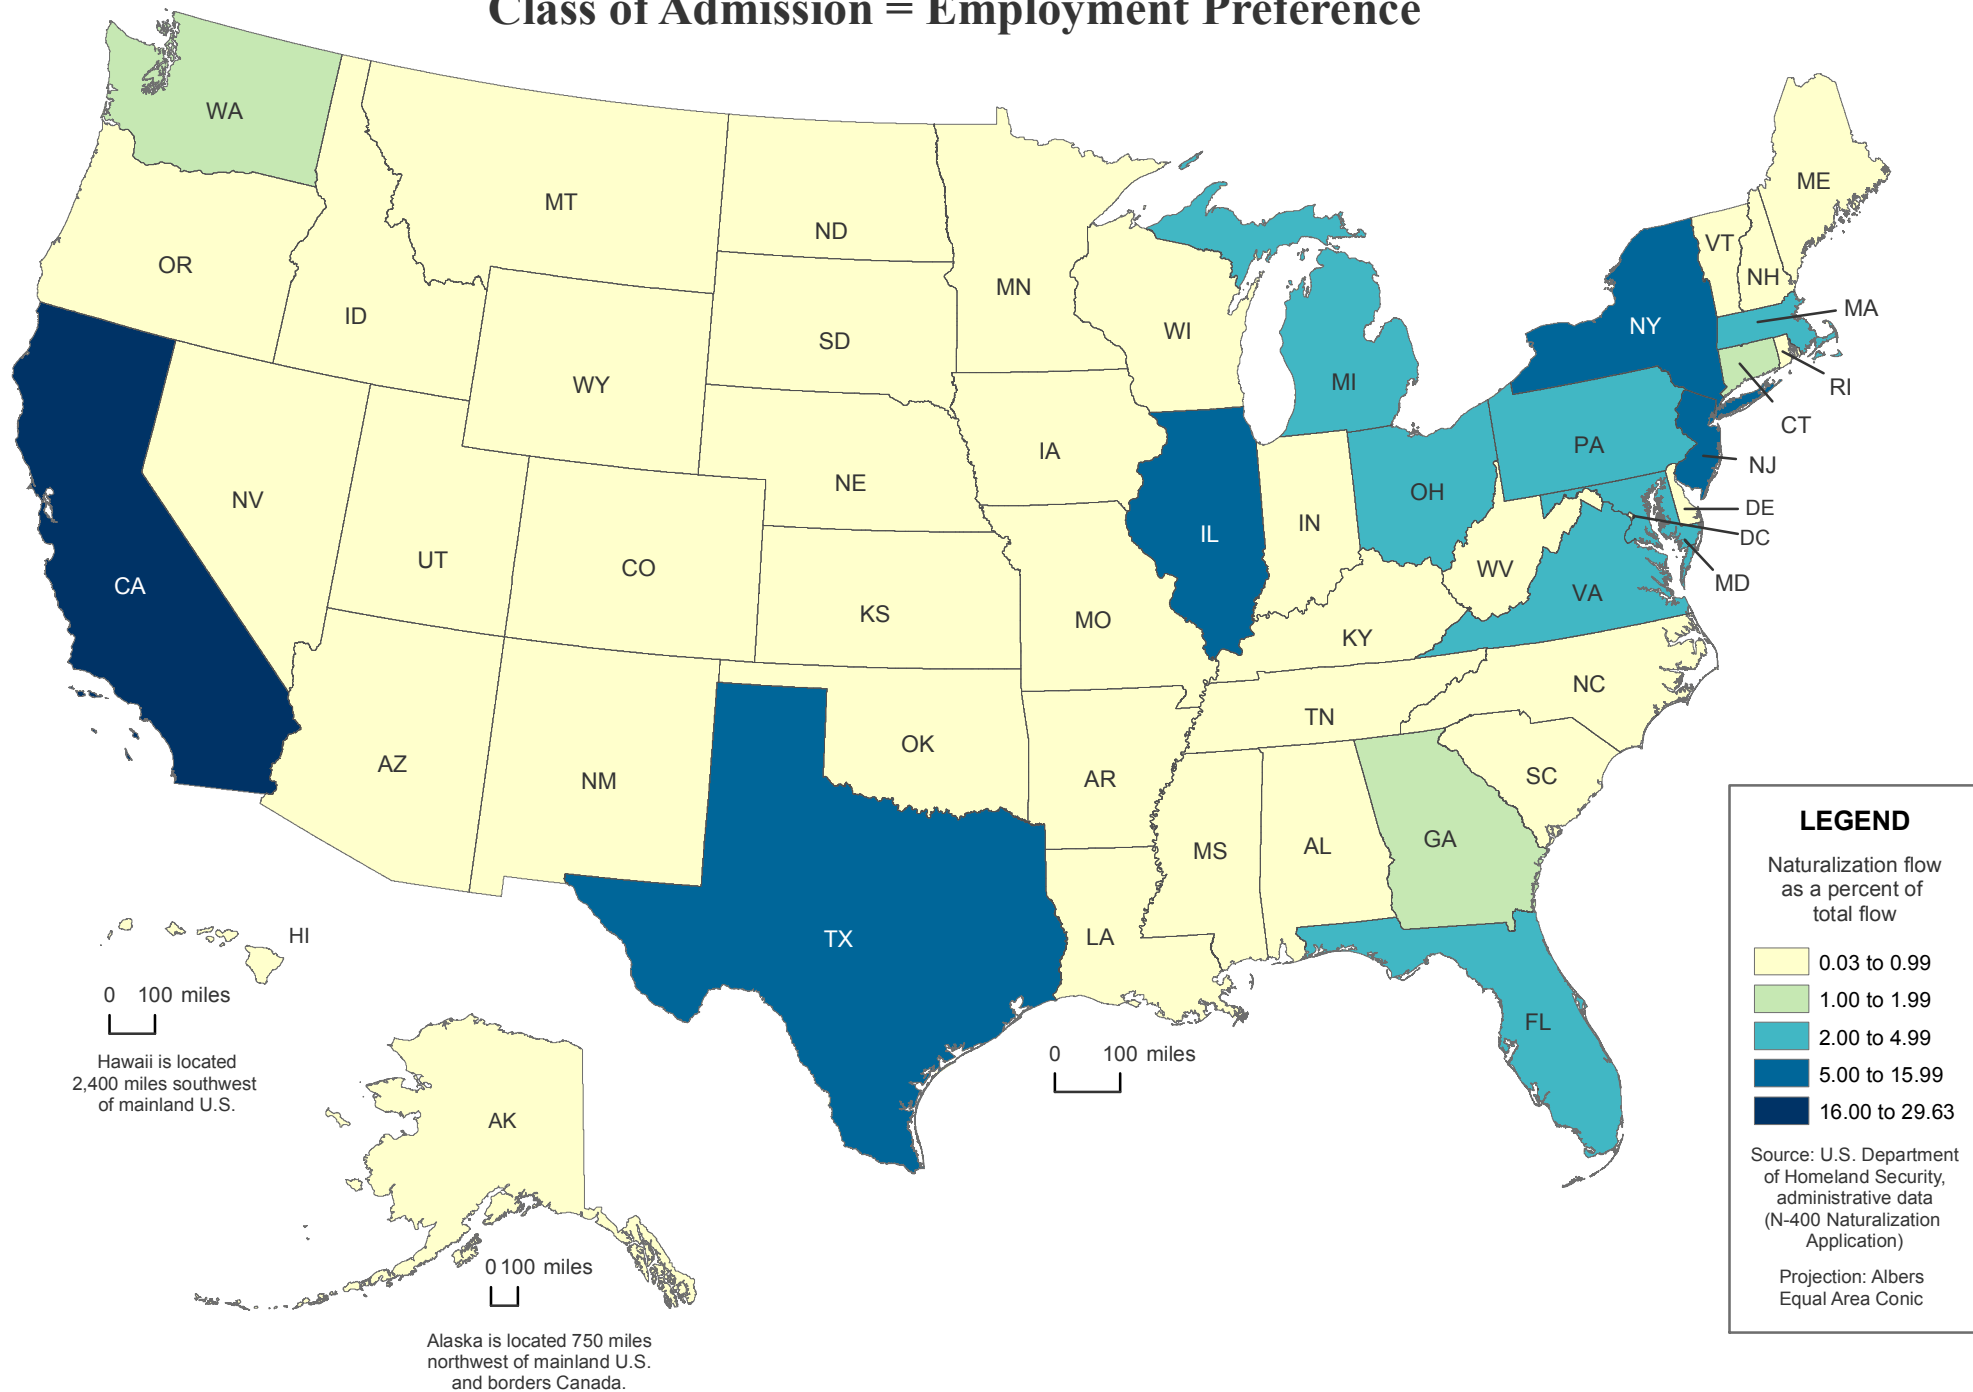 Class of Admission = Employment Preference
WA
MT
ND
MN
OR
ID
WY
SD
WI
MI
NY
VT
NH
ME
MA
RI
CT
NJ
DE
DC
MD
PA
OH
IN
IL
IA
NE
NV
UT
CO
CA
KS
MO
WV
VA
KY
NC
TN
AZ
NM
OK
AR
SC
MS
AL
GA
TX
LA
FL
HI
0 100 miles
Hawaii is located
2,400 miles southwest
of mainland U.S.
AK
0 100 miles
Alaska is located 750 miles
northwest of mainland U.S.
and borders Canada.
0 100 miles
LEGEND
Naturalization flow
as a percent of
total flow
0.03 to 0.99
1.00 to 1.99
2.00 to 4.99
5.00 to 15.99
16.00 to 29.63
Source: U.S. Department
of Homeland Security,
administrative data
(N-400 Naturalization
Application)
Projection: Albers
Equal Area Conic